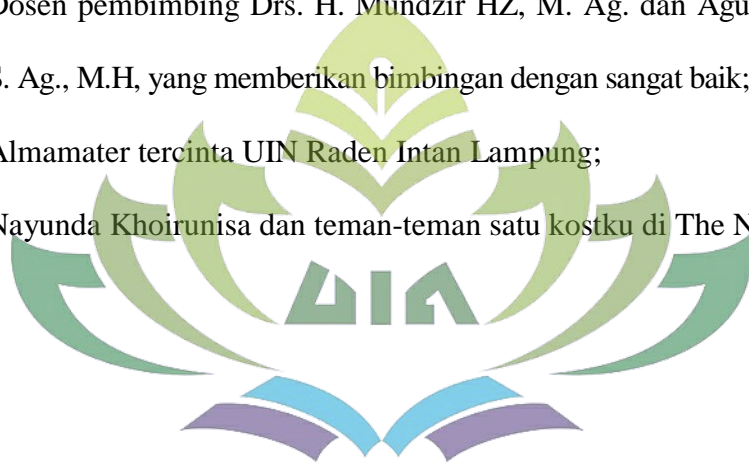 Dosen pembimbing Drs. H. Mundzir HZ, M. Ag. dan Agu
S. Ag., M.H, yang memberikan bimbingan dengan sangat baik;
Almamater tercinta UIN Raden Intan Lampung;
Nayunda Khoirunisa dan teman-teman satu kostku di The N
UIN